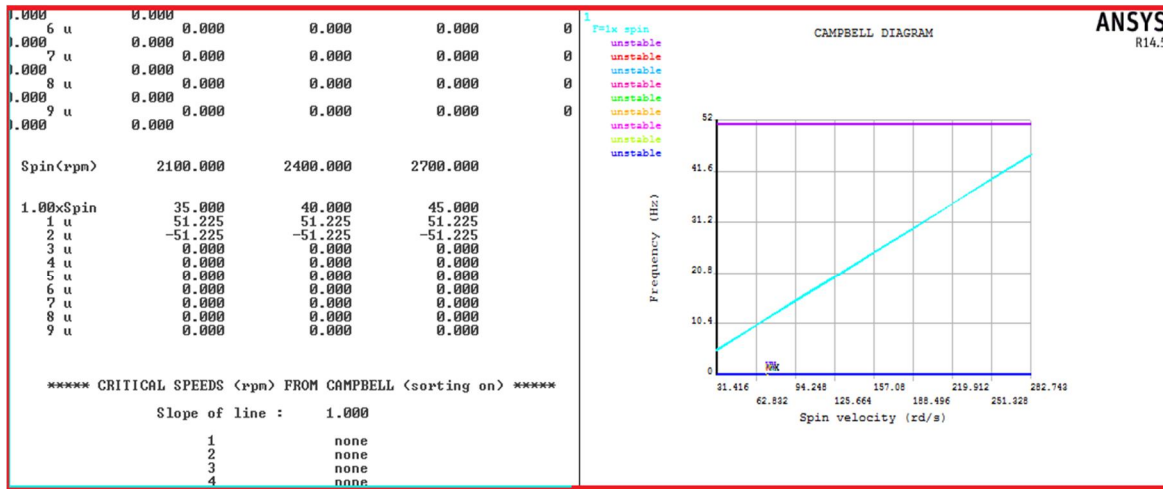 0.000 0.000
6 u 0.000 0.000 0.000 0
0.000 0.000
7 u 0.000 0.000 0.000 0
0.000 0.000
8 u 0.000 0.000 0.000 0
0.000 0.000
9 u 0.000 0.000 0.000 0
0.000 0.000
Spin(rpm) 2100.000 2400.000 2700.000
1.00xSpin 35.000 40.000 45.000
1 u 51.225 51.225 51.225
2 u -51.225 -51.225 -51.225
3 u 0.000 0.000 0.000
4 u 0.000 0.000 0.000
5 u 0.000 0.000 0.000
6 u 0.000 0.000 0.000
7 u 0.000 0.000 0.000
8 u 0.000 0.000 0.000
9 u 0.000 0.000 0.000
***** CRITICAL SPEEDS (rpm) FROM CAMPBELL (sorting on) *****
Slope of line : 1.000
1 none
2 none
3 none
4 none
1
F=1x spin
unstable
unstable
unstable
unstable
unstable
unstable
unstable
unstable
unstable
CAMPBELL DIAGRAM
ANSYS
R14.5
Frequency (Hz)
52
41.6
31.2
20.8
10.4
0
31.416 94.248 157.08 219.912 282.743
62.832 125.664 188.496 251.328
Spin velocity (rd/s)